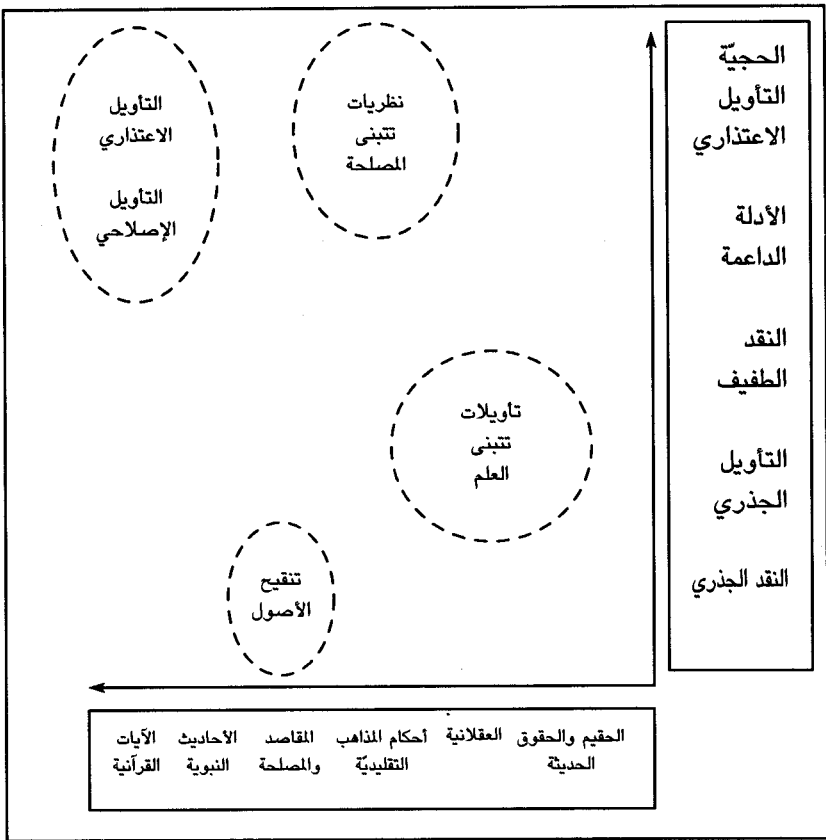 الحجيّة
التأويل
الاعتذاري
الأدلة
الداعمة
النقد
الطفيف
التأويل
الجذري
النقد الجذري
نظريات
تتبنى
المصلحة
التأويل
الاعتذاري
التأويل
الإصلاحي
تأويلات
تتبنى
العلم
تنقيح
الأصول
الحقيم والحقوق
الحديثة
العقلانية
أحكام المذاهب
التقليديّة
المقاصد
والمصلحة
الأحاديث
النبوية
الآيات
القرآنية